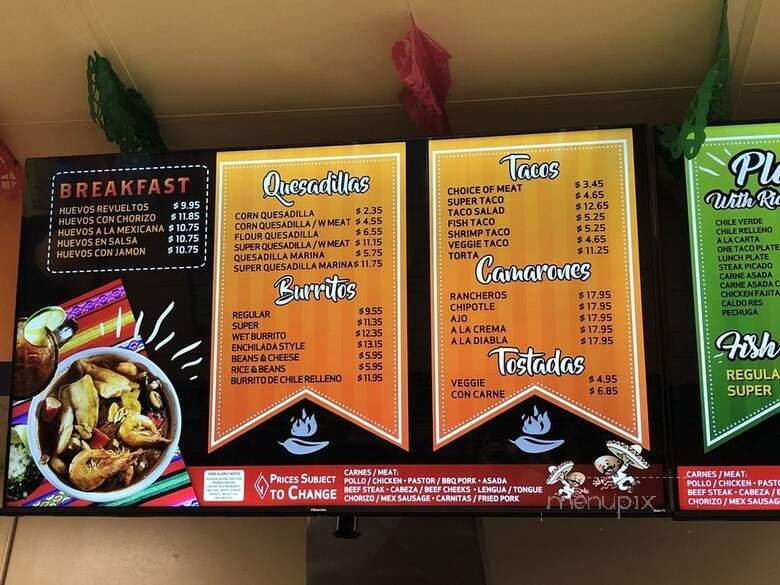 BREAKFAST
HUEVOS REVUELTOS $9.95
HUEVOS CON CHORIZO $11.85
HUEVOS A LA MEXICANA $10.75
HUEVOS EN SALSA $10.75
HUEVOS CON JAMON $10.75
Quesadillas
CORN QUESADILLA $2.35
CORN QUESADILLA / W MEAT $4.55
FLOUR QUESADILLA $6.55
SUPER QUESADILLA / W MEAT $11.15
QUESADILLA MARINA $5.75
SUPER QUESADILLA MARINA $11.75
Burritos
REGULAR $9.55
SUPER $11.35
WET BURRITO $12.35
ENCHILADA STYLE $13.15
BEANS & CHEESE $5.95
RICE & BEANS $5.95
BURRITO DE CHILE RELLENO $11.95
Tacos
CHOICE OF MEAT $3.45
SUPER TACO $4.65
TACO SALAD $12.65
FISH TACO $5.25
SHRIMP TACO $5.25
VEGGIE TACO $4.65
TORTA $11.25
Camarones
RANCHEROS $17.95
CHIPOTLE $17.95
AJO $17.95
A LA CREMA $17.95
A LA DIABLA $17.95
Tostadas
VEGGIE $4.95
CON CARNE $6.85
Pl
With Ric
CHILE VERDE
CHILE RELLENO
A LA CARTA
ONE TACO PLATE
LUNCH PLATE
STEAK PICADO
CARNE ASADA
CARNE ASADA C
CHICKEN FAJITA
CALDO RES
PECHUGA
Fish
REGULA
SUPER
PRICES SUBJECT
TO CHANGE
CARNES / MEAT:
POLLO / CHICKEN • PASTOR / BBQ PORK • ASADA
BEEF STEAK • CABEZA / BEEF CHEEKS • LENGUA / TONGUE
CHORIZO / MEX SAUSAGE • CARNITAS / FRIED PORK
CARNES / MEAT:
POLLO / CHICKEN • PASTO
BEEF STEAK • CABEZA / B
CHORIZO / MEX SAUSAG
Hisense
menupix